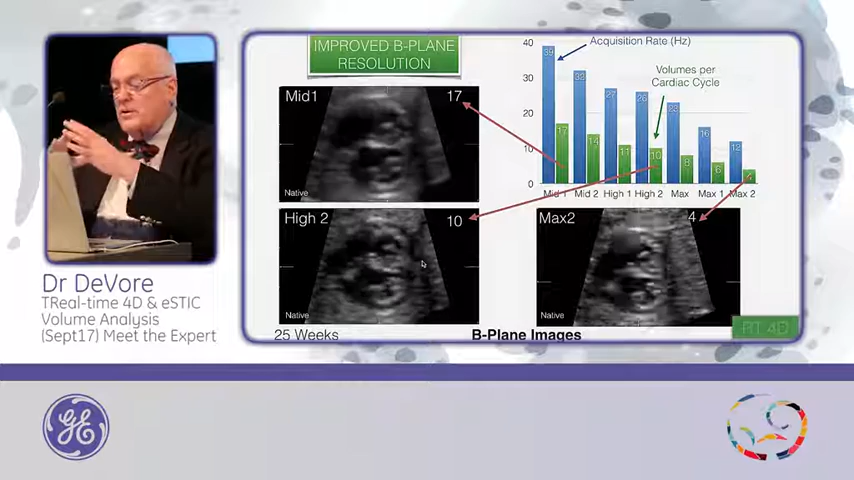 IMPROVED B-PLANE
RESOLUTION
Mid1
17
Native
High 2
10
Native
25 Weeks
Max2
4
Native
B-Plane Images
Acquisition Rate (Hz)
Volumes per
Cardiac Cycle
40
30
20
10
0
39
17
32
14
27
11
26
10
23
8
16
6
12
4
Mid 1
Mid 2
High 1
High 2
Max
Max 1
Max 2
RT 4D
Dr DeVore
TReal-time 4D & eSTIC
Volume Analysis
(Sept17) Meet the Expert
GE